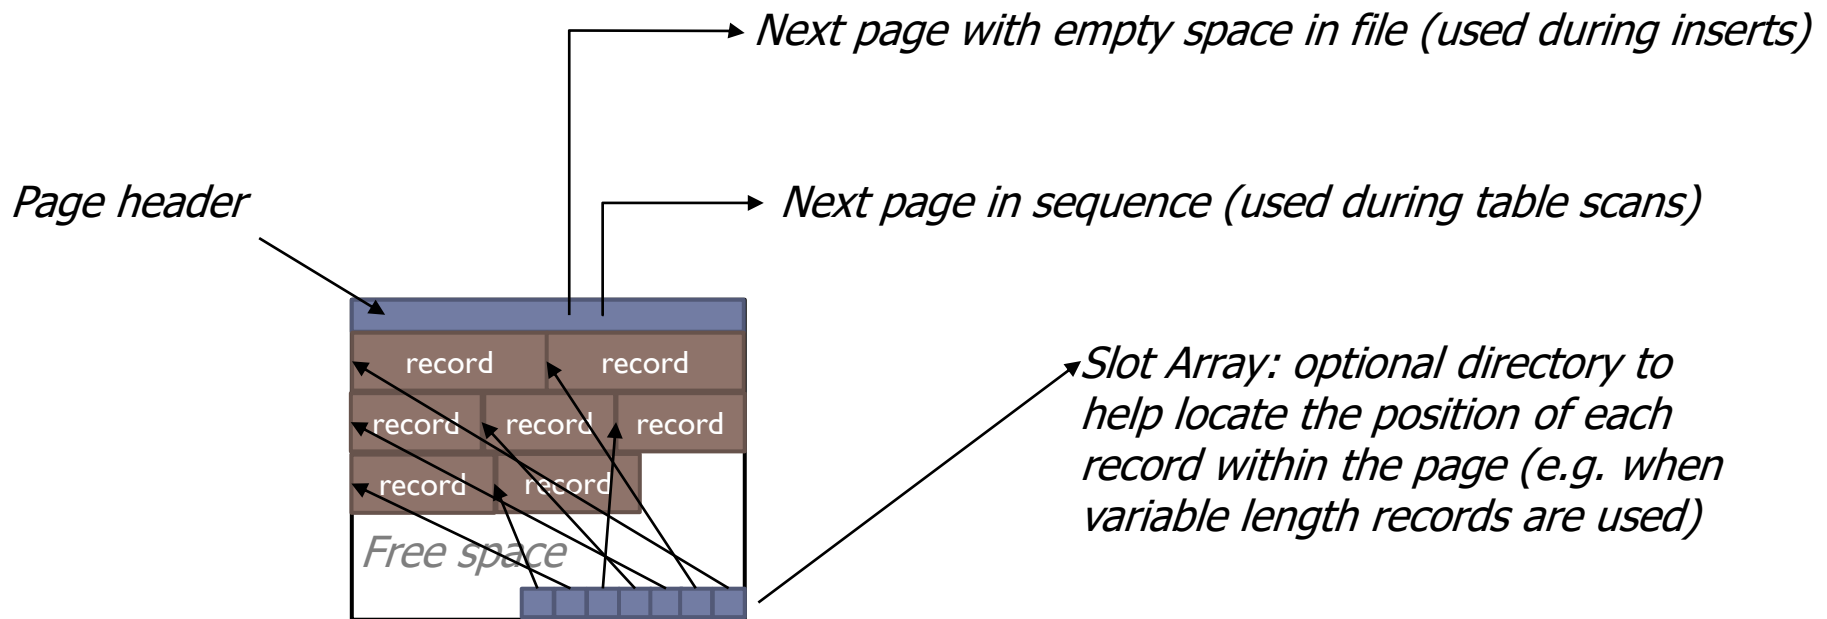 Next page with empty space in file (used during inserts)
Page header
Next page in sequence (used during table scans)
record record
Slot Array: optional directory to
help locate the position of each
record record record
record within the page (e.g. when
record record
variable length records are used)
Free space